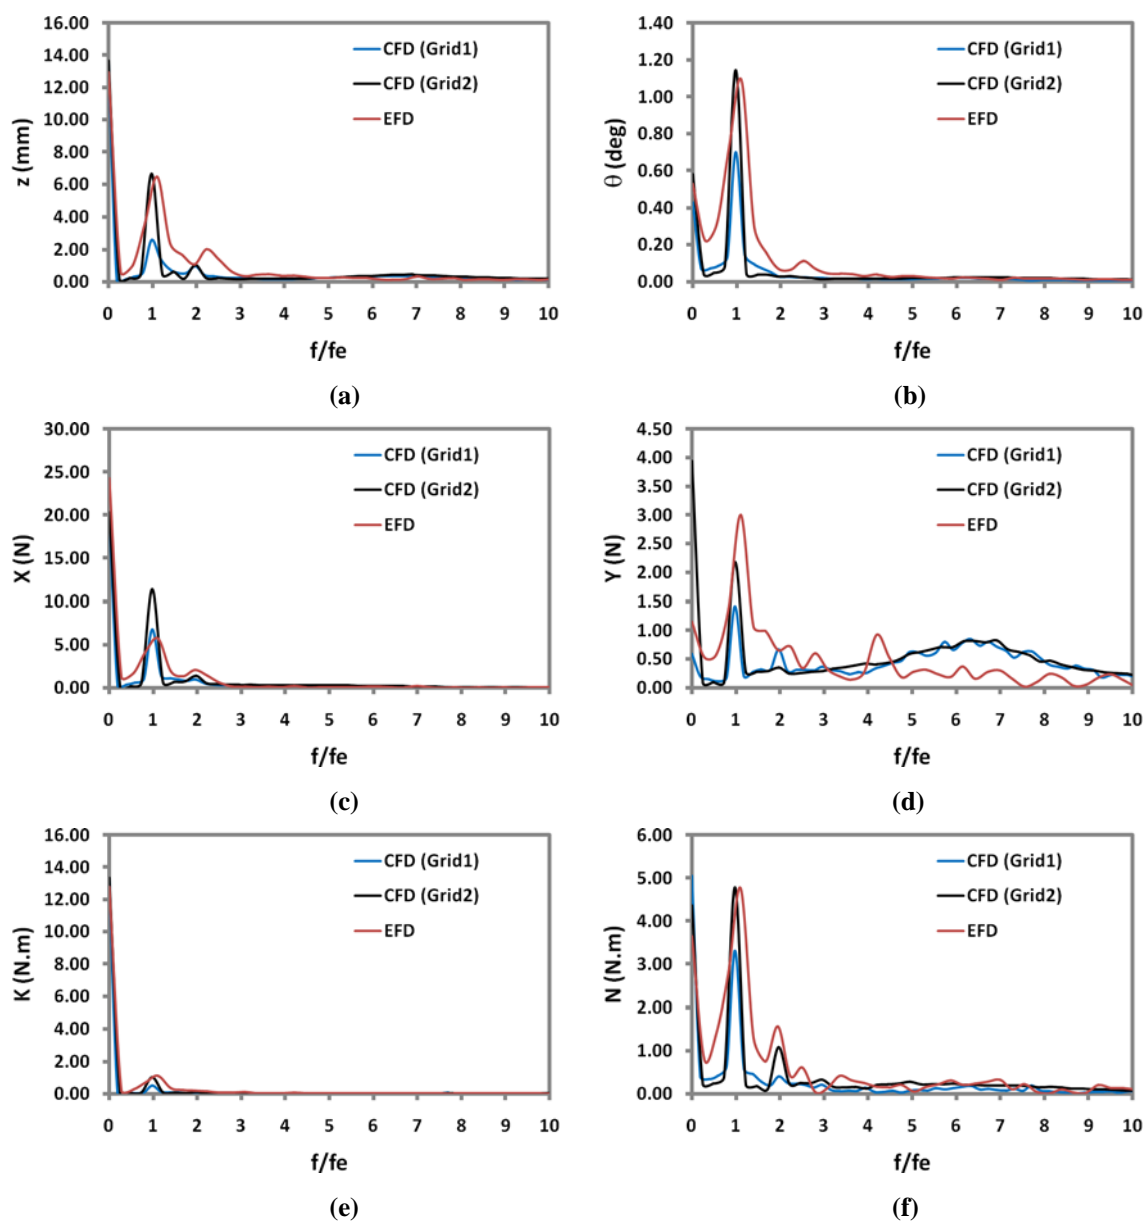 16.00
14.00
12.00
10.00
8.00
6.00
4.00
2.00
0.00
z (mm)
CFD (Grid1)
CFD (Grid2)
EFD
0 1 2 3 4 5 6 7 8 9 10
f/fe
(a)
1.40
1.20
1.00
0.80
0.60
0.40
0.20
0.00
θ (deg)
CFD (Grid1)
CFD (Grid2)
EFD
0 1 2 3 4 5 6 7 8 9 10
f/fe
(b)
30.00
25.00
20.00
15.00
10.00
5.00
0.00
X (N)
CFD (Grid1)
CFD (Grid2)
EFD
0 1 2 3 4 5 6 7 8 9 10
f/fe
(c)
4.50
4.00
3.50
3.00
2.50
2.00
1.50
1.00
0.50
0.00
Y (N)
CFD (Grid1)
CFD (Grid2)
EFD
0 1 2 3 4 5 6 7 8 9 10
f/fe
(d)
16.00
14.00
12.00
10.00
8.00
6.00
4.00
2.00
0.00
K (N.m)
CFD (Grid1)
CFD (Grid2)
EFD
0 1 2 3 4 5 6 7 8 9 10
f/fe
(e)
6.00
5.00
4.00
3.00
2.00
1.00
0.00
N (N.m)
CFD (Grid1)
CFD (Grid2)
EFD
0 1 2 3 4 5 6 7 8 9 10
f/fe
(f)